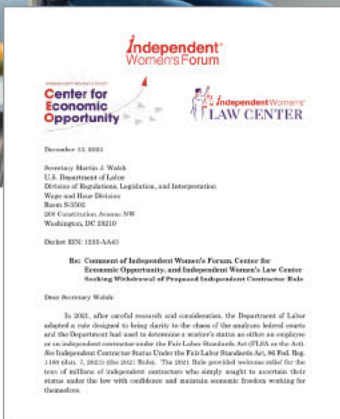 independent
Women's Forum
Independent Women's Forum
Center for
Economic
Opportunity
independent Women's
LAW CENTER
December 13, 2022
Secretary Martin J. Walsh
U.S. Department of Labor
Division of Regulations, Legislation, and Interpretation
Wage and Hour Division
Room S-3502
200 Constitution Avenue NW
Washington, DC 20210
Docket RIN: 1235-AA43
Re: Comment of Independent Women's Forum, Center for
Economic Opportunity, and Independent Women's Law Center
Seeking Withdrawal of Proposed Independent Contractor Rule
Dear Secretary Walsh:
In 2021, after careful research and consideration, the Department of Labor
adopted a rule designed to bring clarity to the chaos of the analyses federal courts
and the Department had used to determine a worker's status as either an employee
or an independent contractor under the Fair Labor Standards Act (FLSA or the Act).
See Independent Contractor Status Under the Fair Labor Standards Act, 86 Fed. Reg.
1168 (Jan. 7, 2021) (the 2021 Rule). The 2021 Rule provided welcome relief for the
tens of millions of independent contractors who simply sought to ascertain their
status under the law with confidence and maintain economic freedom working for
themselves.